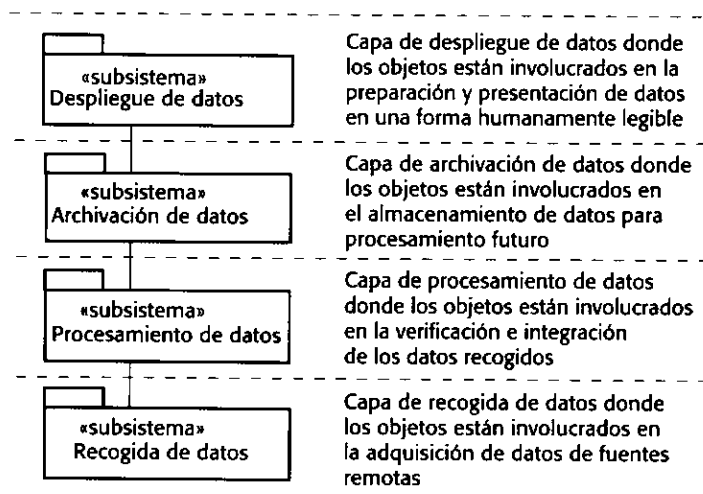 «subsistema»
Despliegue de datos
Capa de despliegue de datos donde
los objetos están involucrados en la
preparación y presentación de datos
en una forma humanamente legible
«subsistema»
Archivación de datos
Capa de archivación de datos donde
los objetos están involucrados en
el almacenamiento de datos para
procesamiento futuro
«subsistema»
Procesamiento de datos
Capa de procesamiento de datos
donde los objetos están involucrados
en la verificación e integración
de los datos recogidos
«subsistema»
Recogida de datos
Capa de recogida de datos donde
los objetos están involucrados en
la adquisición de datos de fuentes
remotas